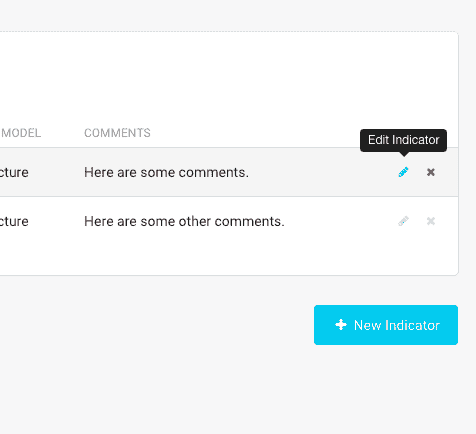 MODEL COMMENTS
Edit Indicator
cture Here are some comments.
cture Here are some other comments.
New Indicator